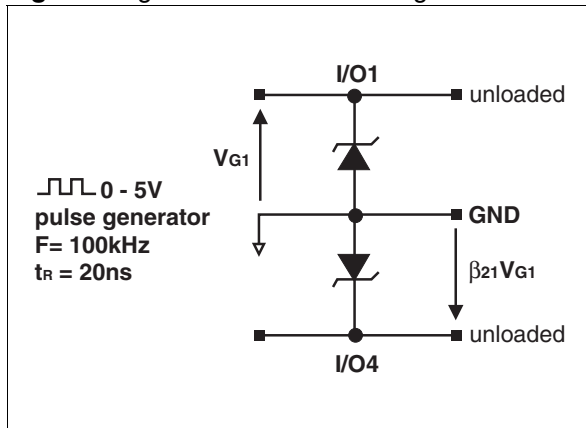 I/O1
unloaded
VG1
0 - 5V
pulse generator
F= 100kHz
tR = 20ns
GND
β21VG1
unloaded
I/O4